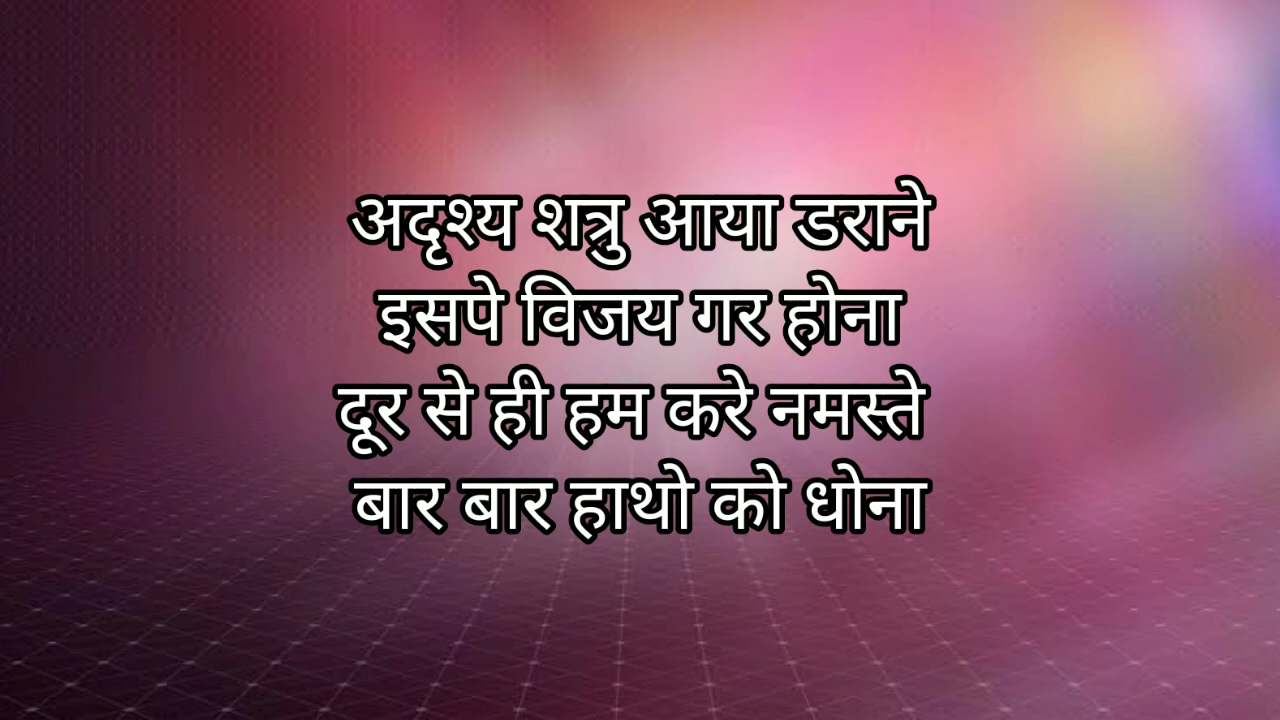 अदृश्य शत्रु आया डराने
इसपे विजय गर होना
दूर से ही हम करे नमस्ते
बार बार हाथो को धोना